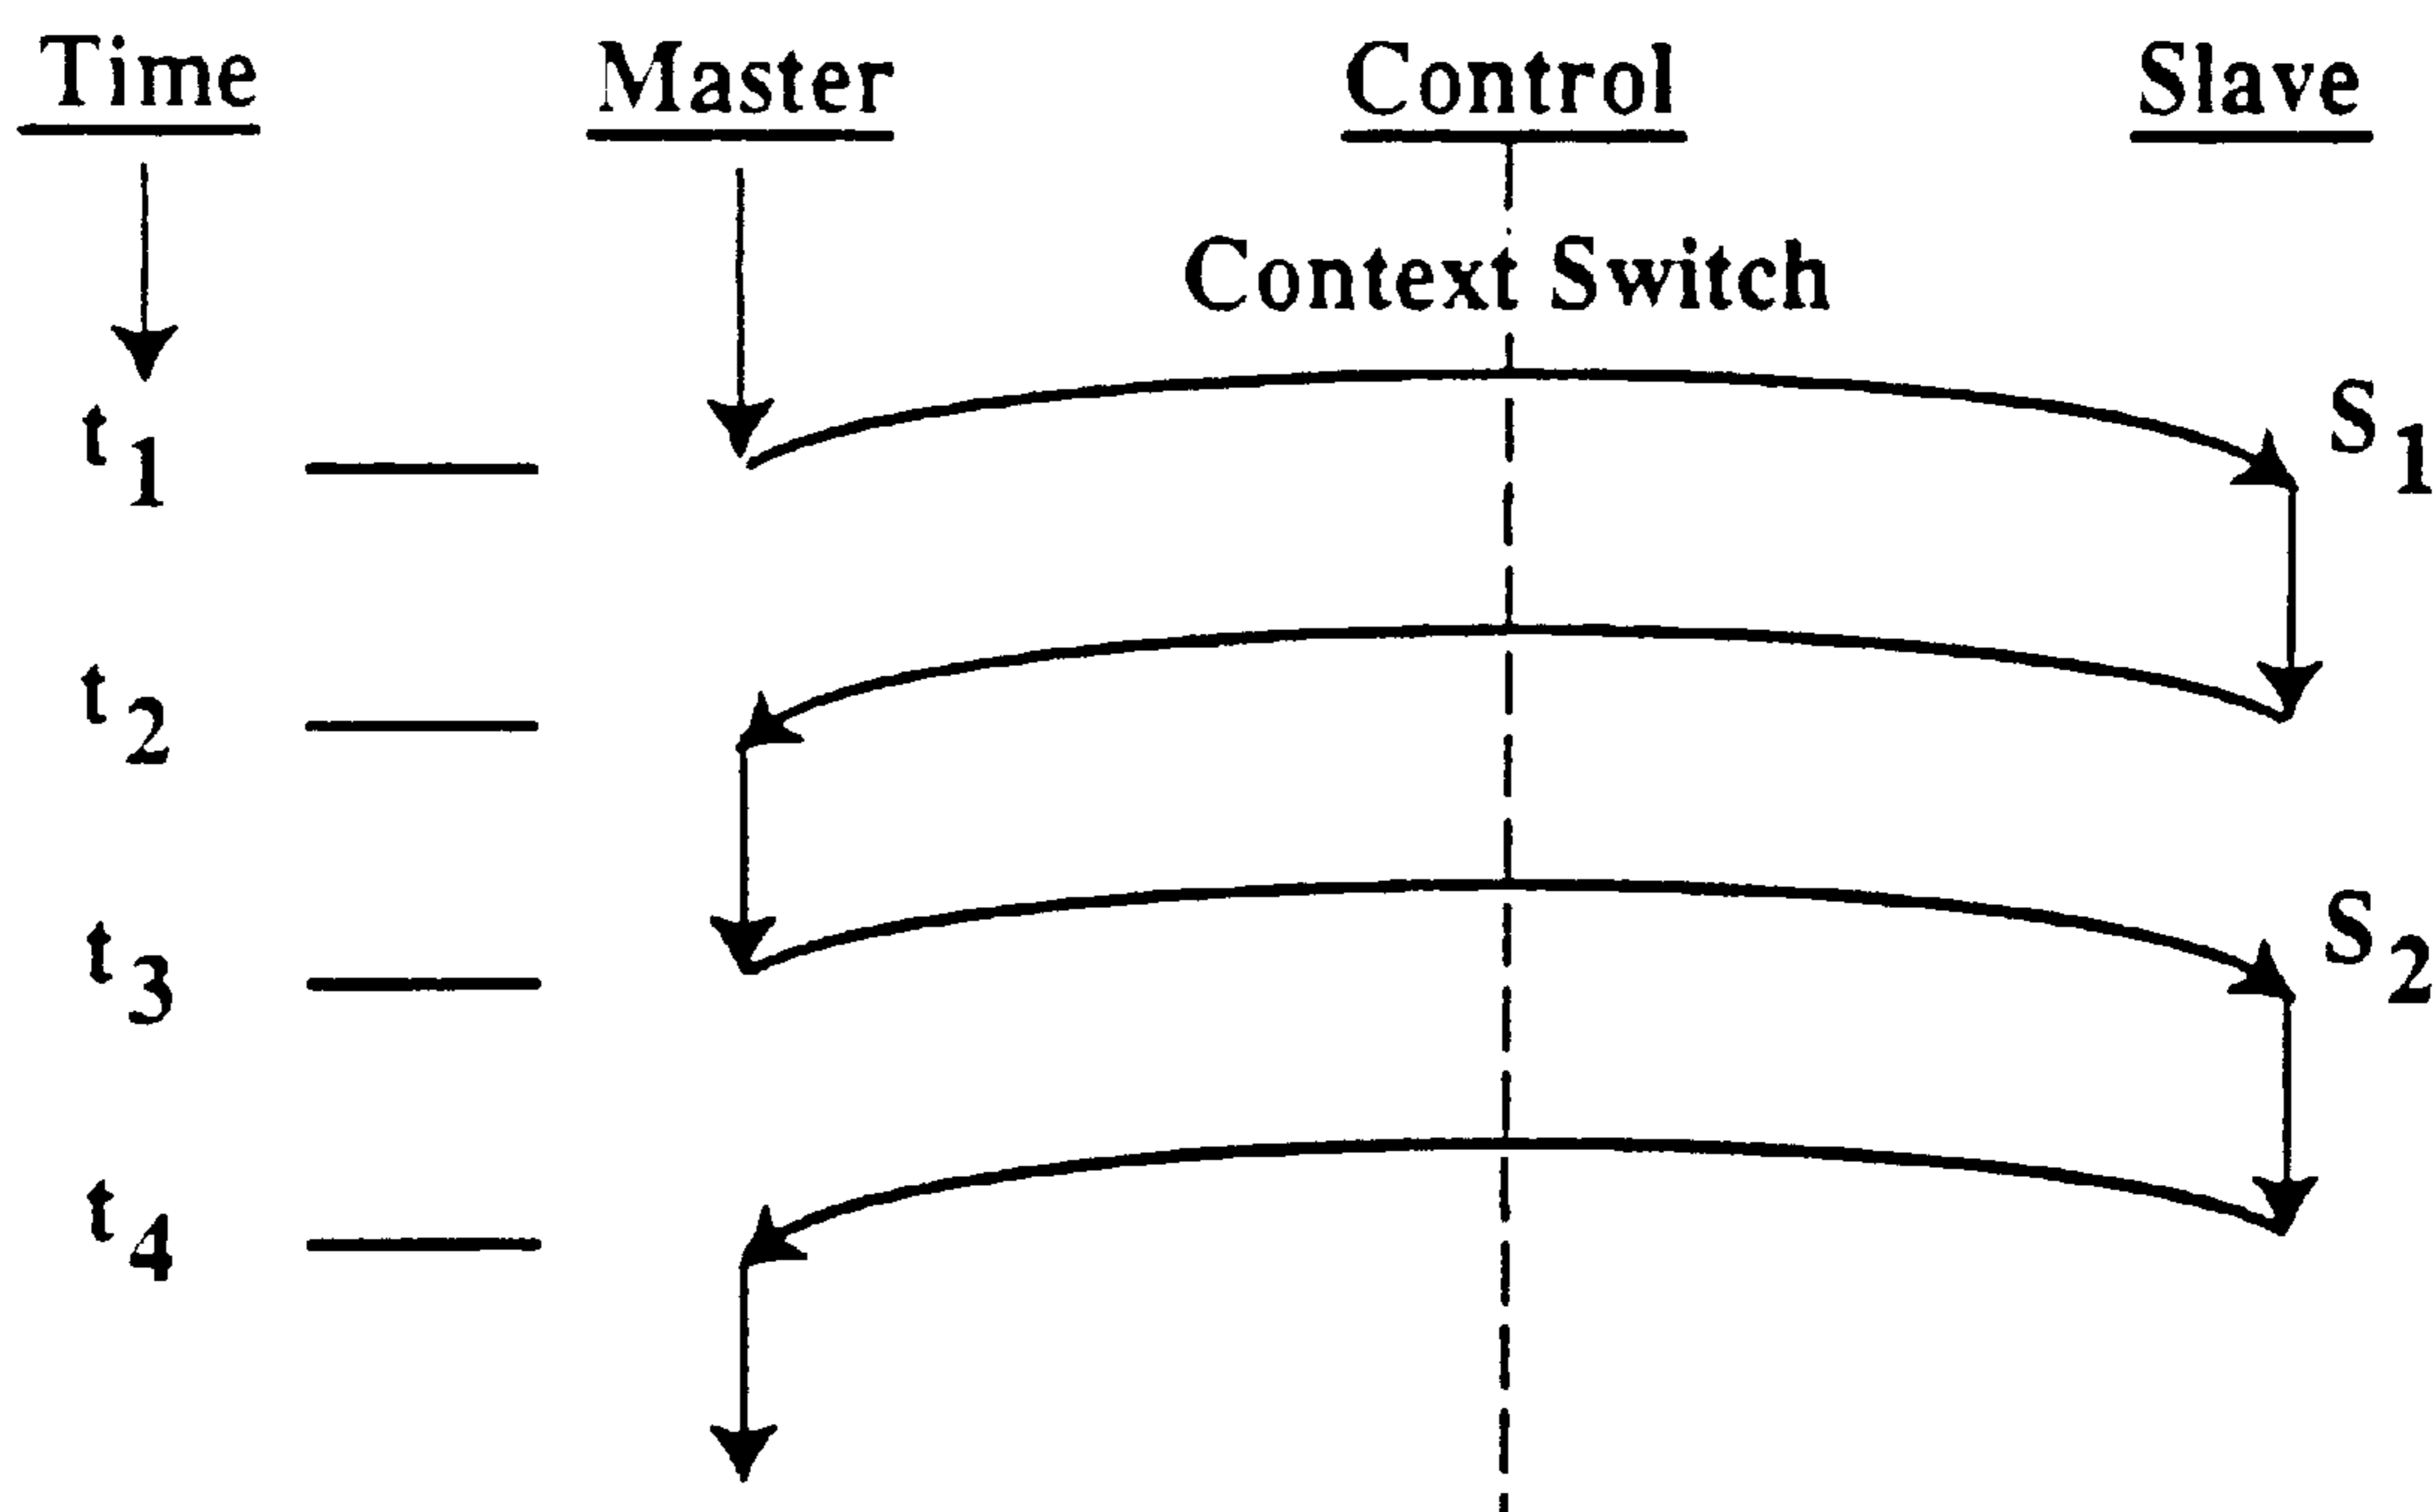 Time Master Control Slave
Context Switch
t1 S1
t2
t3 S2
t4